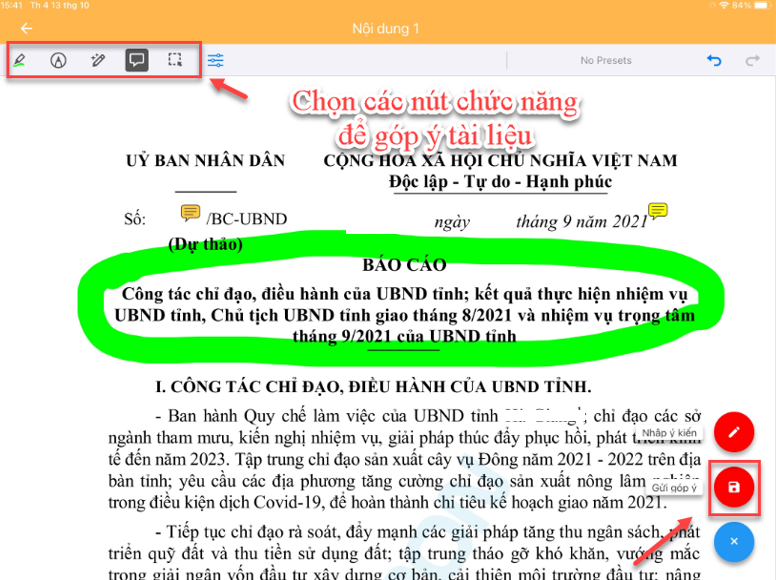 15:41 Th 4 13 thg 10 84%
Nội dung 1
No Presets
Chọn các nút chức năng
để góp ý tài liệu
UỶ BAN NHÂN DÂN CỘNG HÒA XÃ HỘI CHỦ NGHĨA VIỆT NAM
Độc lập - Tự do - Hạnh phúc
Số: /BC-UBND ngày tháng 9 năm 2021
(Dự thảo)
BÁO CÁO
Công tác chỉ đạo, điều hành của UBND tỉnh; kết quả thực hiện nhiệm vụ
UBND tỉnh, Chủ tịch UBND tỉnh giao tháng 8/2021 và nhiệm vụ trọng tâm
tháng 9/2021 của UBND tỉnh
I. CÔNG TÁC CHỈ ĐẠO, ĐIỀU HÀNH CỦA UBND TỈNH.
- Ban hành Quy chế làm việc của UBND tỉnh ; chỉ đạo các sở
ngành tham mưu, kiến nghị nhiệm vụ, giải pháp thúc đẩy phục hồi, phát triển kinh
tế đến năm 2023. Tập trung chỉ đạo sản xuất cây vụ Đông năm 2021 - 2022 trên địa
bàn tỉnh; yêu cầu các địa phương tăng cường chỉ đạo sản xuất nông lâm nghiệp
trong điều kiện dịch Covid-19, để hoàn thành chỉ tiêu kế hoạch giao năm 2021.
- Tiếp tục chỉ đạo rà soát, đẩy mạnh các giải pháp tăng thu ngân sách, phát
triển quỹ đất và thu tiền sử dụng đất; tập trung tháo gỡ khó khăn, vướng mắc
trong giải ngân vốn đầu tư xây dựng cơ bản, cải thiện môi trường đầu tư, nâng
Nhập ý kiến
Gửi góp ý